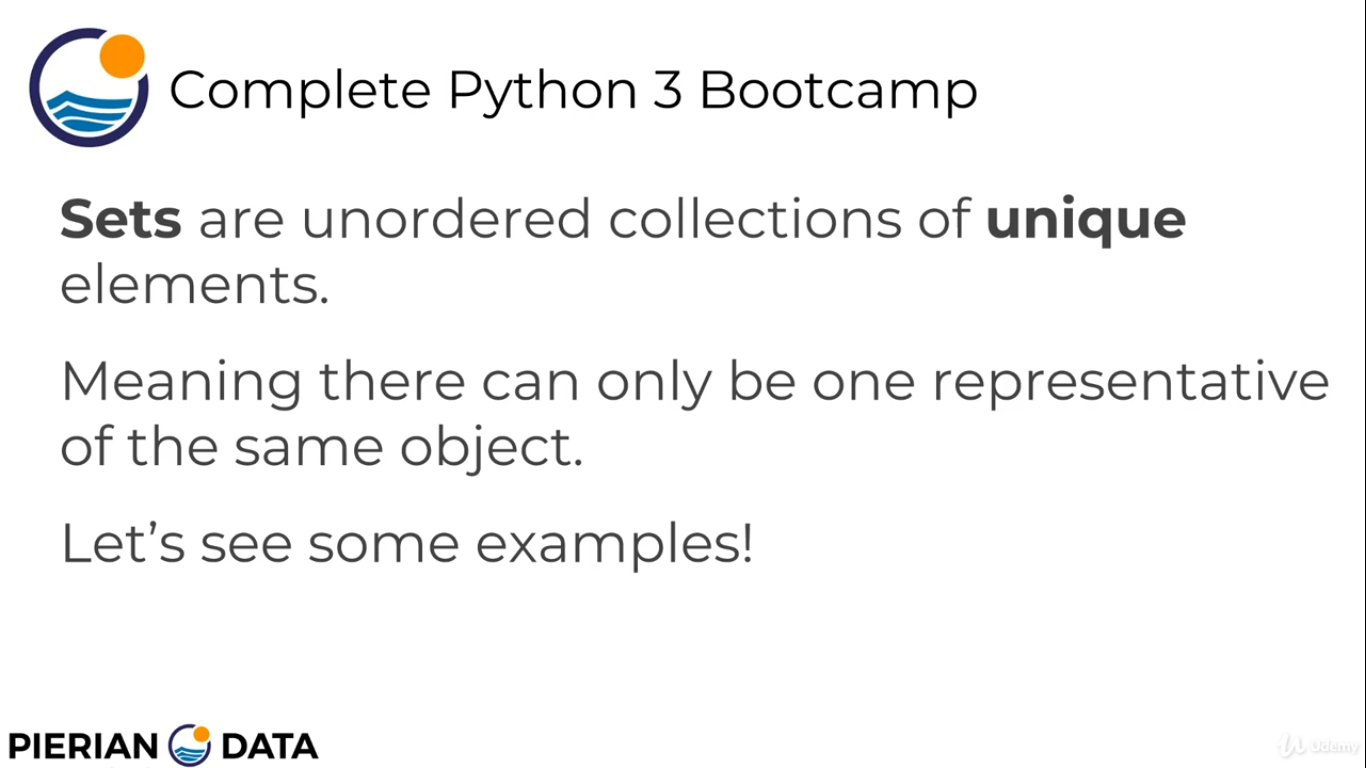 Complete Python 3 Bootcamp
Sets are unordered collections of unique
elements.
Meaning there can only be one representative
of the same object.
Let’s see some examples!
PIERIAN DATA
Udemy